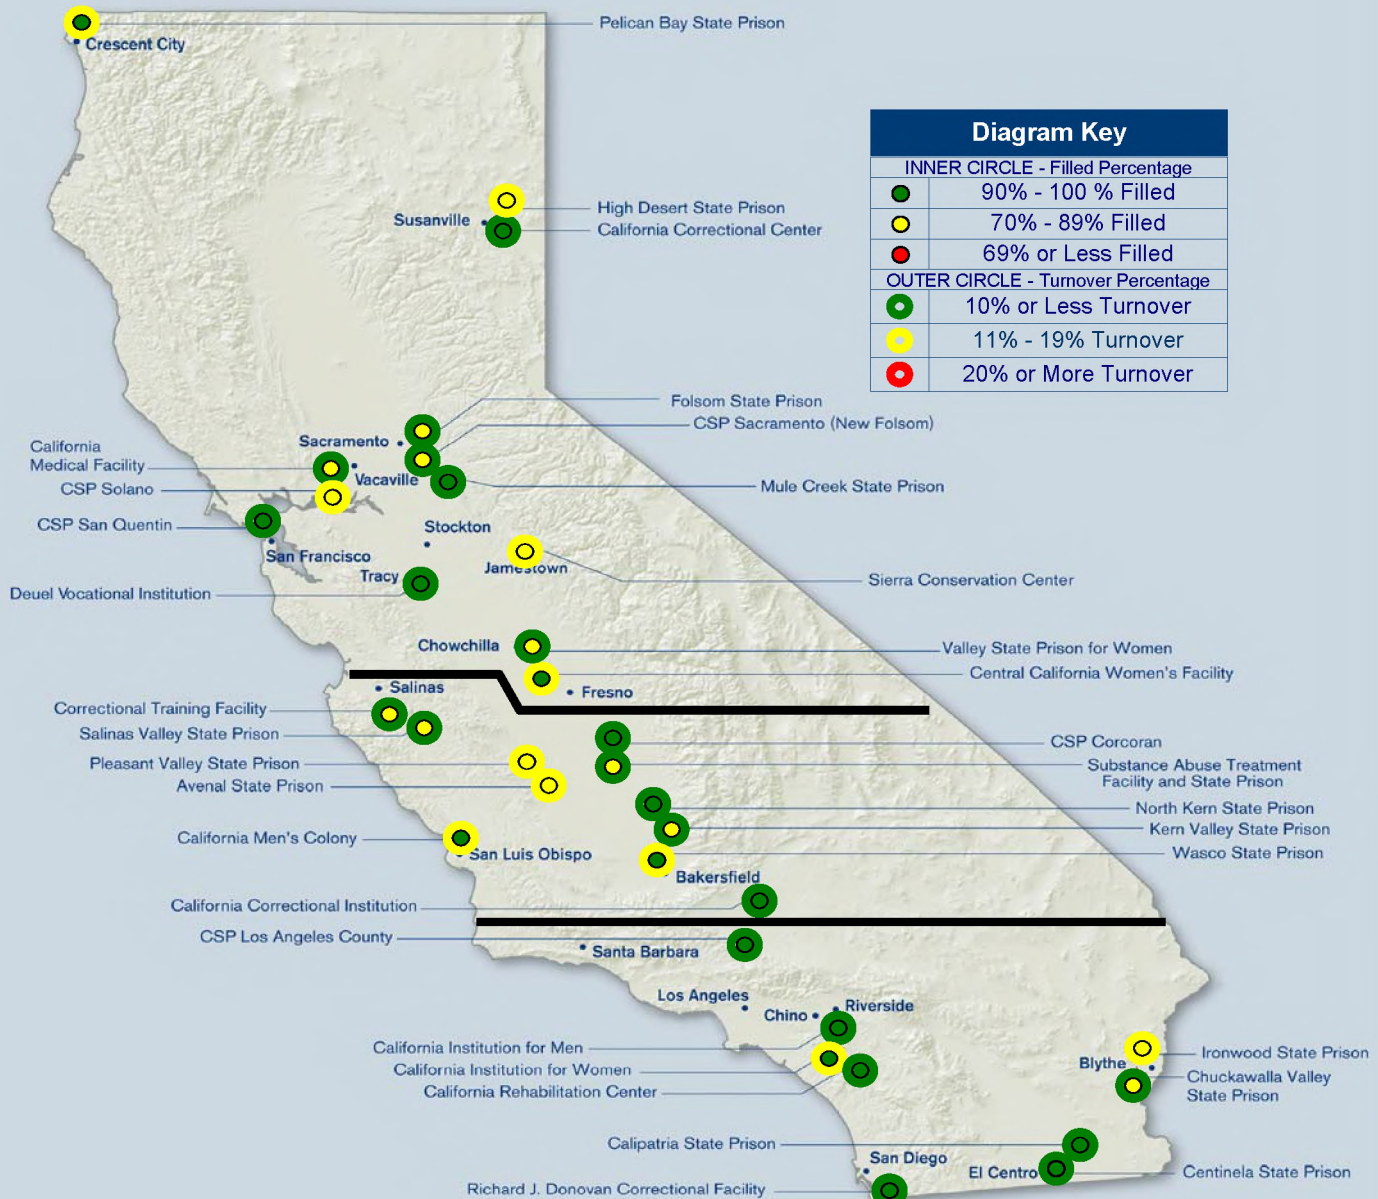 Pelican Bay State Prison
Crescent City
Diagram Key
INNER CIRCLE - Filled Percentage
90% - 100 % Filled
70% - 89% Filled
69% or Less Filled
OUTER CIRCLE - Turnover Percentage
10% or Less Turnover
11% - 19% Turnover
20% or More Turnover
High Desert State Prison
Susanville
California Correctional Center
Folsom State Prison
CSP Sacramento (New Folsom)
Sacramento
California
Medical Facility
Vacaville
CSP Solano
Mule Creek State Prison
CSP San Quentin
Stockton
San Francisco
Jamestown
Tracy
Sierra Conservation Center
Deuel Vocational Institution
Chowchilla
Valley State Prison for Women
Central California Women's Facility
Salinas
Fresno
Correctional Training Facility
Salinas Valley State Prison
CSP Corcoran
Pleasant Valley State Prison
Substance Abuse Treatment
Facility and State Prison
Avenal State Prison
North Kern State Prison
Kern Valley State Prison
California Men's Colony
San Luis Obispo
Wasco State Prison
Bakersfield
California Correctional Institution
CSP Los Angeles County
Santa Barbara
Los Angeles
Riverside
Chino
California Institution for Men
Ironwood State Prison
California Institution for Women
Blythe
Chuckawalla Valley
State Prison
California Rehabilitation Center
Calipatria State Prison
San Diego
El Centro
Centinela State Prison
Richard J. Donovan Correctional Facility